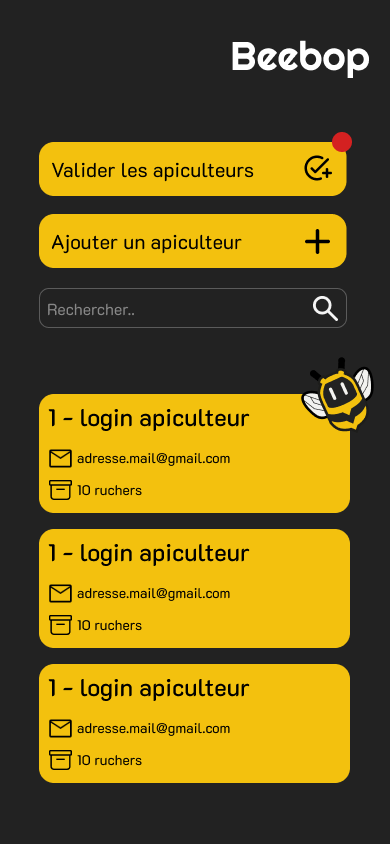 Beebop
Valider les apiculteurs
Ajouter un apiculteur
Rechercher..
1 - login apiculteur
adresse.mail@gmail.com
10 ruchers
1 - login apiculteur
adresse.mail@gmail.com
10 ruchers
1 - login apiculteur
adresse.mail@gmail.com
10 ruchers